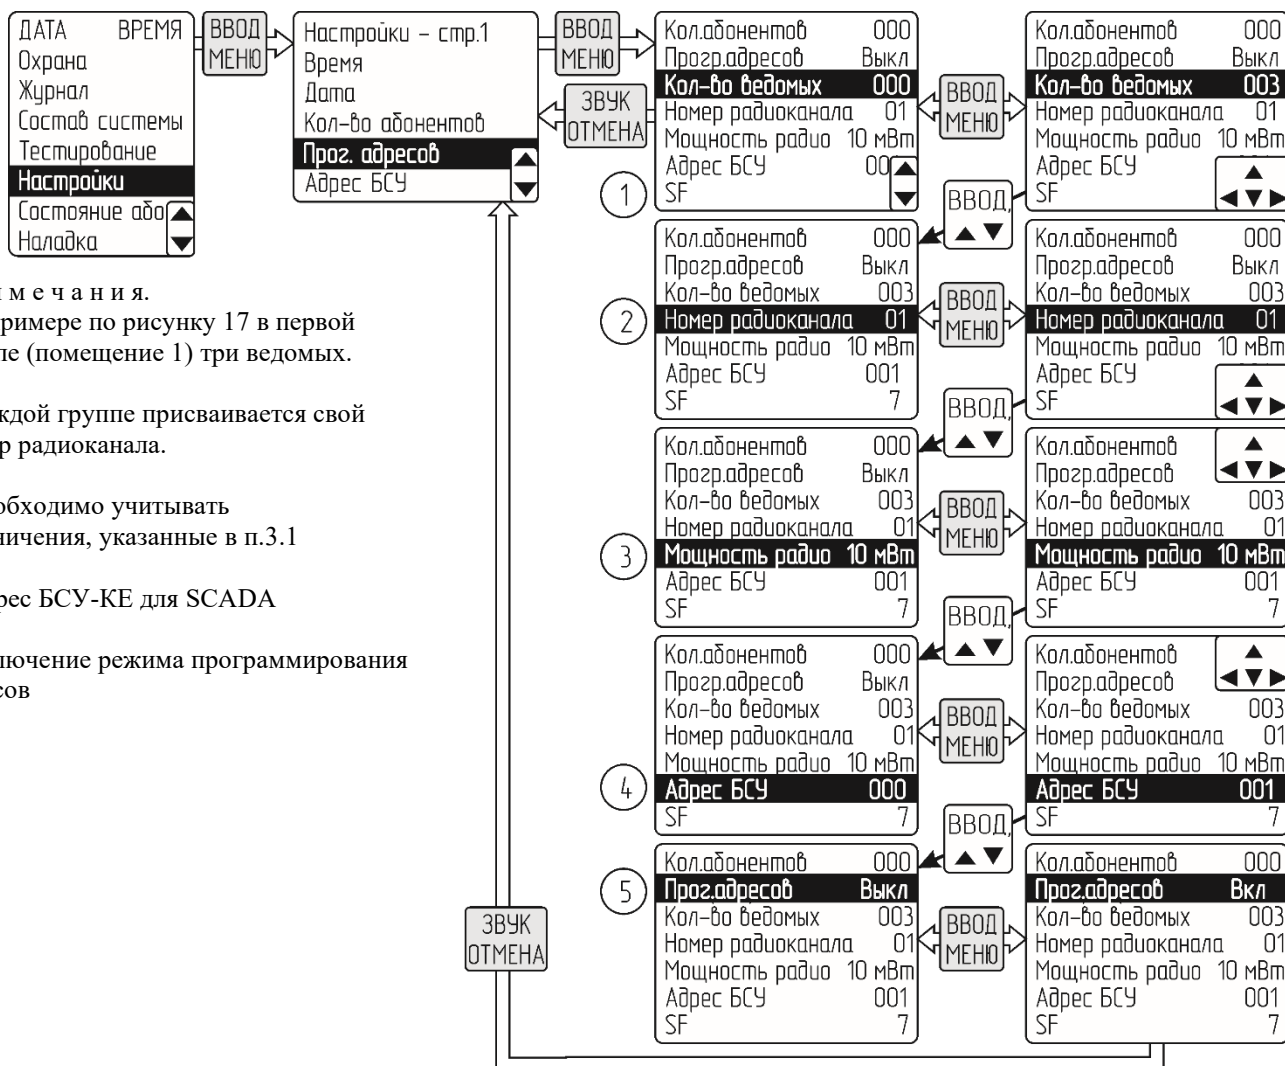 ДАТА ВРЕМЯ
Охрана
Журнал
Состав системы
Тестирование
Настройки
Состояние або
Наладка
ВВОД
МЕНЮ
Настройки – стр.1
Время
Дата
Кол-во абонентов
Прог. адресов
Адрес БСУ
ВВОД
МЕНЮ
ЗВУК
ОТМЕНА
м е ч а н и я.
римере по рисунку 17 в первой
пе (помещение 1) три ведомых.
ждой группе присваивается свой
р радиоканала.
обходимо учитывать
ничения, указанные в п.3.1
рес БСУ-КЕ для SCADA
лючение режима программирования
сов
1
Кол.абонентов 000
Прогр.адресов Выкл
Кол-во ведомых 000
Номер радиоканала 01
Мощность радио 10 мВт
Адрес БСУ
SF
ВВОД
МЕНЮ
Кол.абонентов 000
Прогр.адресов Выкл
Кол-во ведомых 003
Номер радиоканала 01
Мощность радио 10 мВт
Адрес БСУ
SF
ВВОД,
2
Кол.абонентов 000
Прогр.адресов Выкл
Кол-во ведомых 003
Номер радиоканала 01
Мощность радио 10 мВт
Адрес БСУ 001
SF 7
ВВОД
МЕНЮ
Кол.абонентов 000
Прогр.адресов Выкл
Кол-во ведомых 003
Номер радиоканала 01
Мощность радио 10 мВт
Адрес БСУ
SF
ВВОД,
3
Кол.абонентов 000
Прогр.адресов Выкл
Кол-во ведомых 003
Номер радиоканала 01
Мощность радио 10 мВт
Адрес БСУ 001
SF 7
ВВОД
МЕНЮ
Кол.абонентов
Прогр.адресов
Кол-во ведомых 003
Номер радиоканала 01
Мощность радио 10 мВт
Адрес БСУ 001
SF 7
ВВОД,
4
Кол.абонентов 000
Прогр.адресов Выкл
Кол-во ведомых 003
Номер радиоканала 01
Мощность радио 10 мВт
Адрес БСУ 000
SF 7
ВВОД
МЕНЮ
Кол.абонентов
Прогр.адресов
Кол-во ведомых 003
Номер радиоканала 01
Мощность радио 10 мВт
Адрес БСУ 001
SF 7
ВВОД,
5
Кол.абонентов 000
Прог.адресов Выкл
Кол-во ведомых 003
Номер радиоканала 01
Мощность радио 10 мВт
Адрес БСУ 001
SF 7
ВВОД
МЕНЮ
Кол.абонентов 000
Прог.адресов Вкл
Кол-во ведомых 003
Номер радиоканала 01
Мощность радио 10 мВт
Адрес БСУ 001
SF 7
ЗВУК
ОТМЕНА